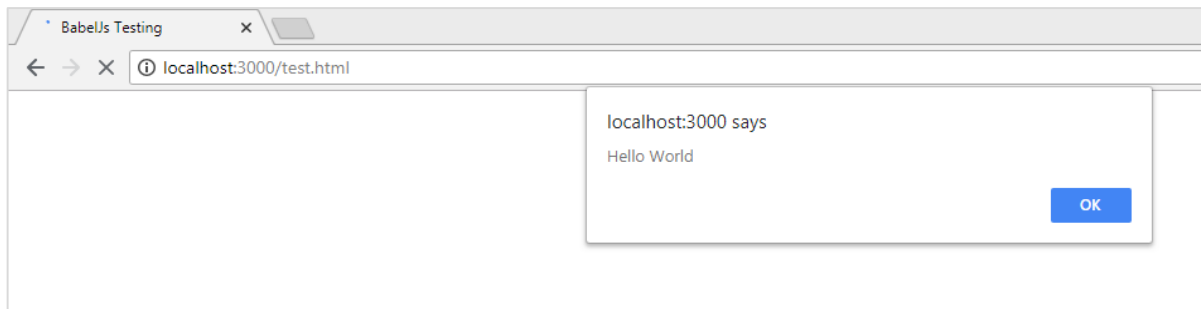 BabelJs Testing
localhost:3000/test.html
localhost:3000 says
Hello World
OK